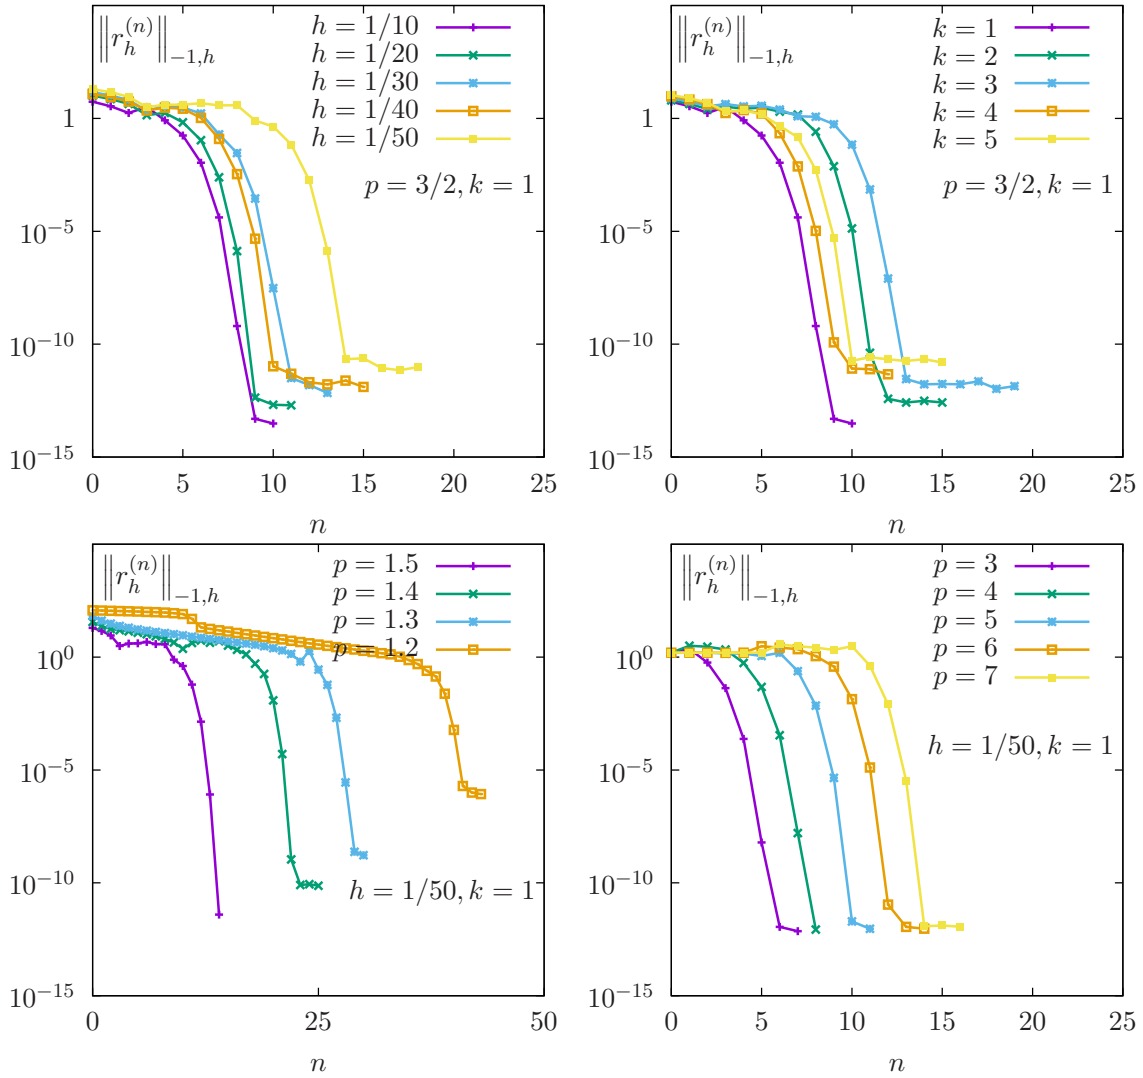 ‖r_h^{(n)}‖_{−1,h}
h = 1/10
h = 1/20
h = 1/30
h = 1/40
h = 1/50
p = 3/2, k = 1
1
10^{−5}
10^{−10}
10^{−15}
0 5 10 15 20 25
n
‖r_h^{(n)}‖_{−1,h}
k = 1
k = 2
k = 3
k = 4
k = 5
p = 3/2, k = 1
1
10^{−5}
10^{−10}
10^{−15}
0 5 10 15 20 25
n
‖r_h^{(n)}‖_{−1,h}
p = 1.5
p = 1.4
p = 1.3
p = 1.2
h = 1/50, k = 1
10^{0}
10^{−5}
10^{−10}
10^{−15}
0 25 50
n
‖r_h^{(n)}‖_{−1,h}
p = 3
p = 4
p = 5
p = 6
p = 7
h = 1/50, k = 1
10^{0}
10^{−5}
10^{−10}
10^{−15}
0 5 10 15 20 25
n